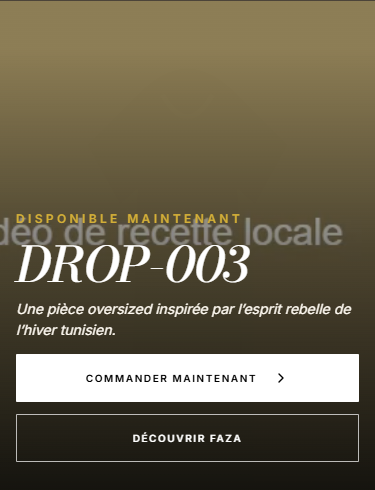 DISPONIBLE MAINTENANT
déo de recette locale
DROP-003
Une pièce oversized inspirée par l'esprit rebelle de
l'hiver tunisien.
COMMANDER MAINTENANT
DÉCOUVRIR FAZA